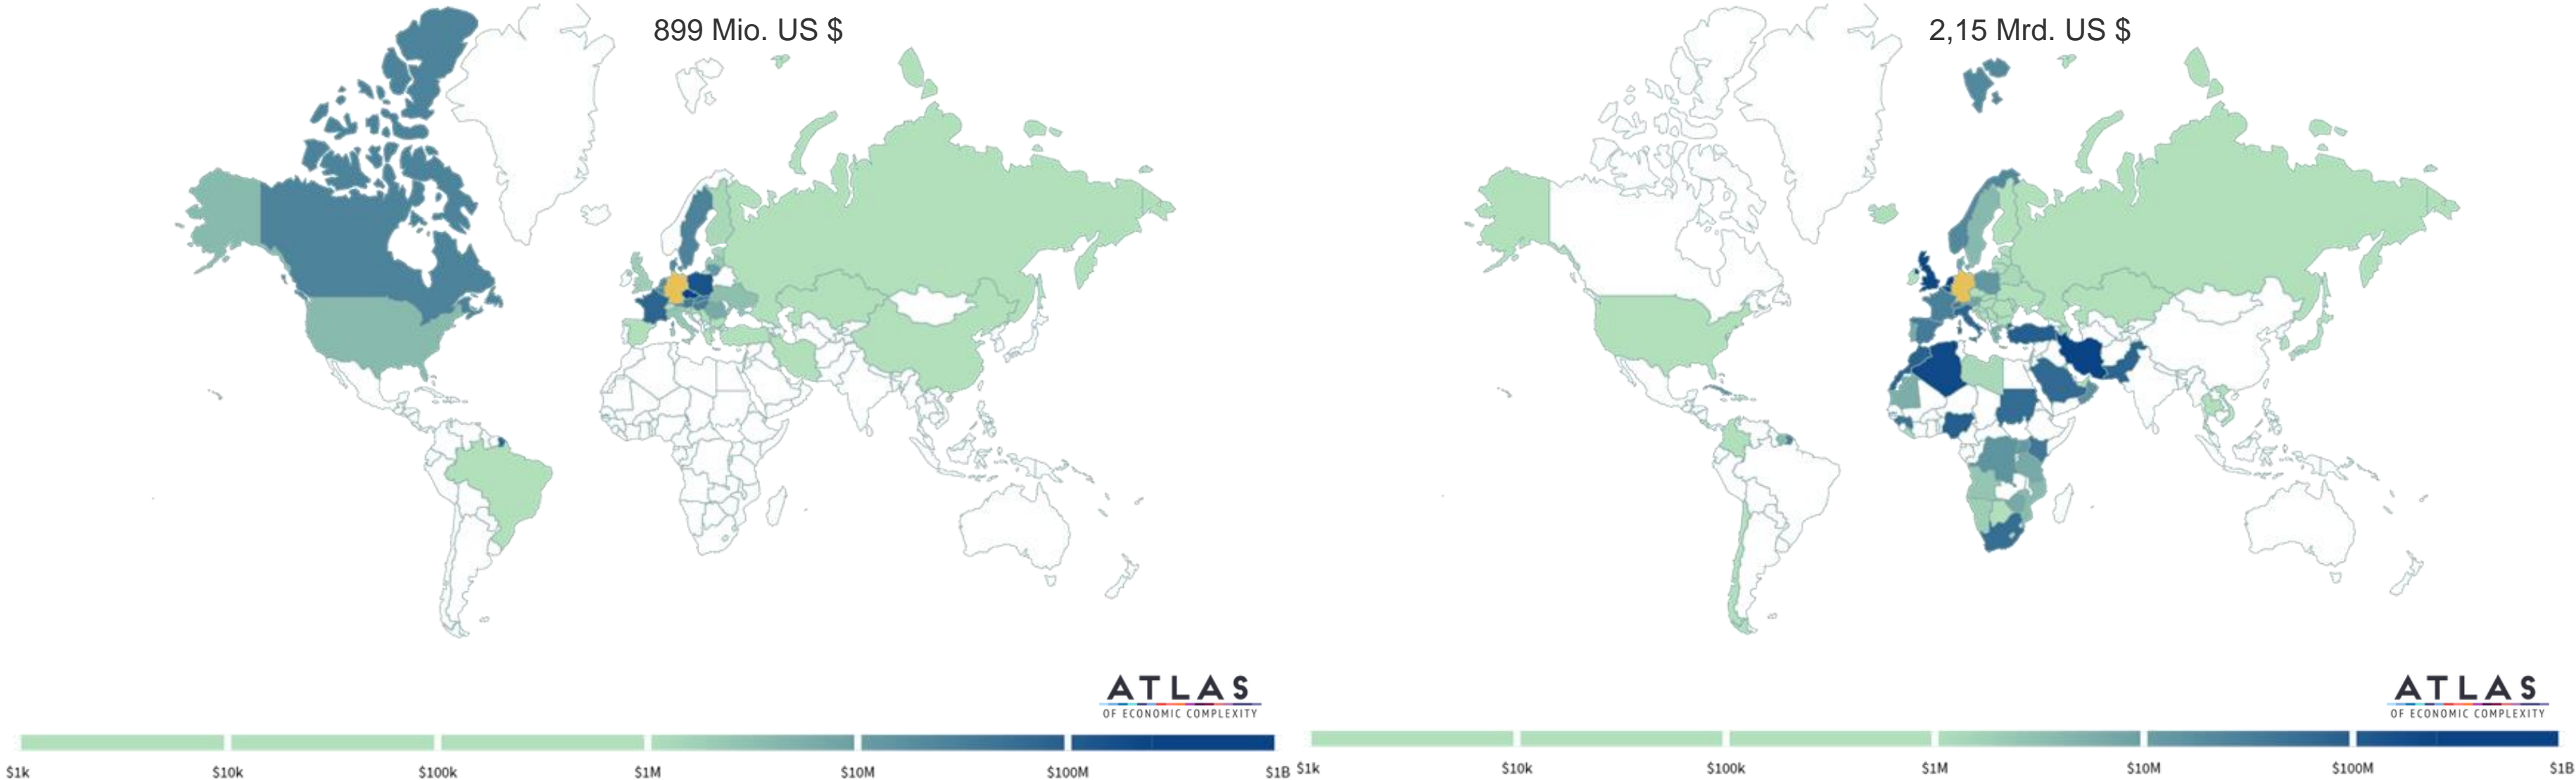 899 Mio. US $
2,15 Mrd. US $
ATLAS
OF ECONOMIC COMPLEXITY
ATLAS
OF ECONOMIC COMPLEXITY
$1k $10k $100k $1M $10M $100M $1B
$1k $10k $100k $1M $10M $100M $1B